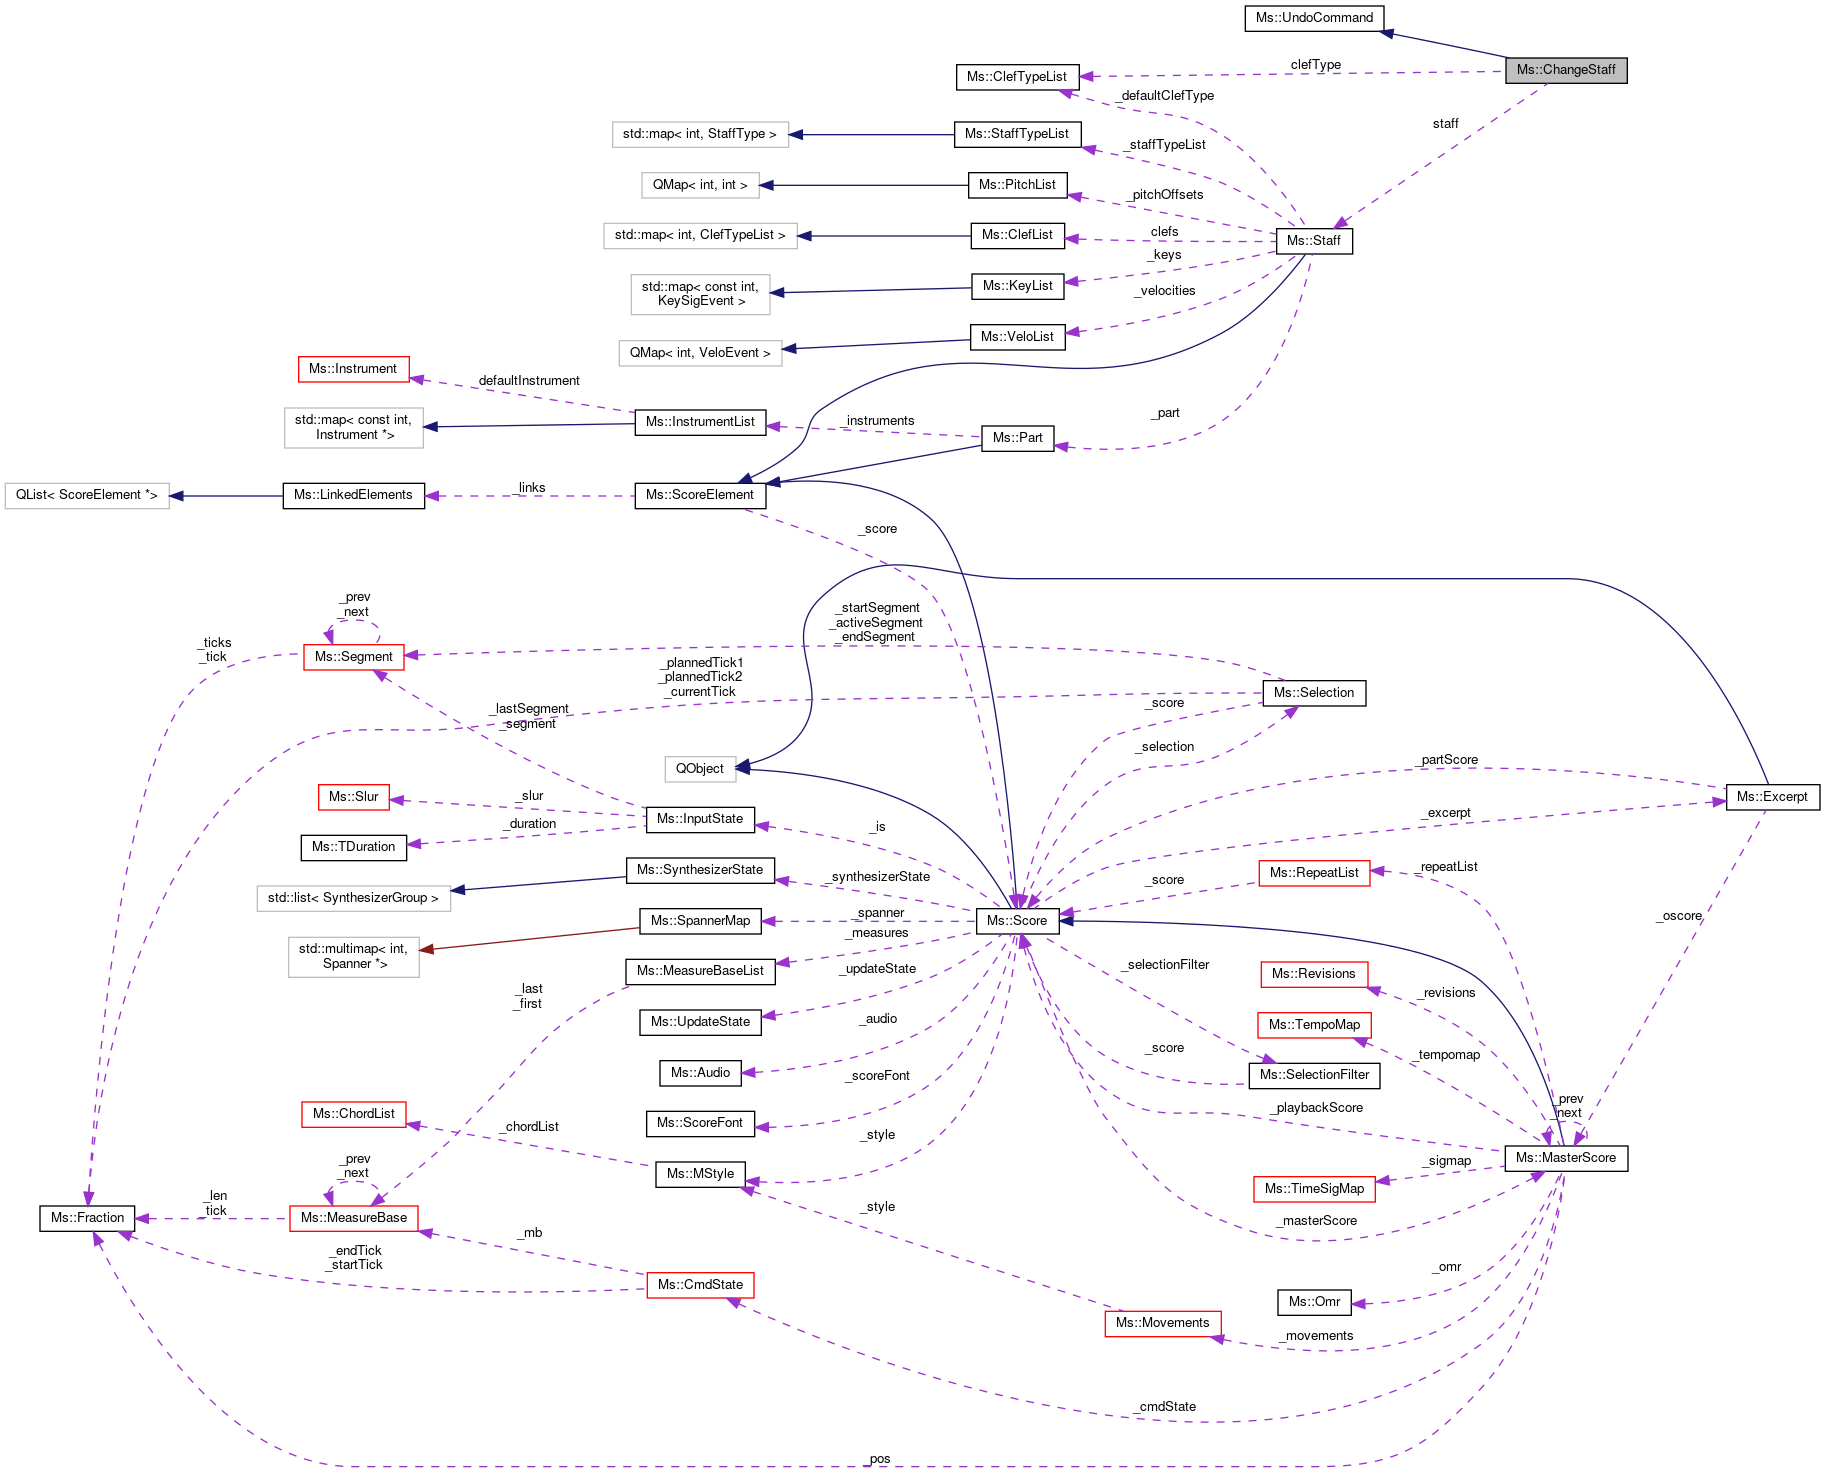 Ms::UndoCommand
clefType
Ms::ChangeStaff
Ms::ClefTypeList
_defaultClefType
std::map< int, StaffType >
Ms::StaffTypeList
_staffTypeList
staff
QMap< int, int >
Ms::PitchList
_pitchOffsets
std::map< int, ClefTypeList >
Ms::ClefList
clefs
Ms::Staff
_keys
std::map< const int,
KeySigEvent >
Ms::KeyList
_velocities
QMap< int, VeloEvent >
Ms::VeloList
Ms::Instrument
defaultInstrument
std::map< const int,
Instrument *>
Ms::InstrumentList
_instruments
Ms::Part
_part
QList< ScoreElement *>
Ms::LinkedElements
_links
Ms::ScoreElement
_score
_prev
_next
_startSegment
_activeSegment
_endSegment
_ticks
_tick
Ms::Segment
_plannedTick1
_plannedTick2
_currentTick
Ms::Selection
_score
_lastSegment
_segment
_selection
QObject
_partScore
Ms::Slur
_slur
Ms::InputState
_is
_excerpt
Ms::Excerpt
Ms::TDuration
_duration
std::list< SynthesizerGroup >
Ms::SynthesizerState
_synthesizerState
_score
Ms::RepeatList
_repeatList
Ms::SpannerMap
_spanner
Ms::Score
_oscore
std::multimap< int,
Spanner *>
_measures
Ms::MeasureBaseList
_updateState
_selectionFilter
Ms::Revisions
_revisions
_last
_first
Ms::UpdateState
_audio
Ms::TempoMap
_tempomap
Ms::Audio
_score
Ms::SelectionFilter
_scoreFont
Ms::ChordList
_chordList
Ms::ScoreFont
_playbackScore
_prev
_next
_style
Ms::MasterScore
_prev
_next
Ms::MStyle
_sigmap
Ms::TimeSigMap
Ms::Fraction
_len
_tick
Ms::MeasureBase
_style
_masterScore
_mb
_endTick
_startTick
Ms::CmdState
_omr
Ms::Omr
Ms::Movements
_movements
_cmdState
_pos